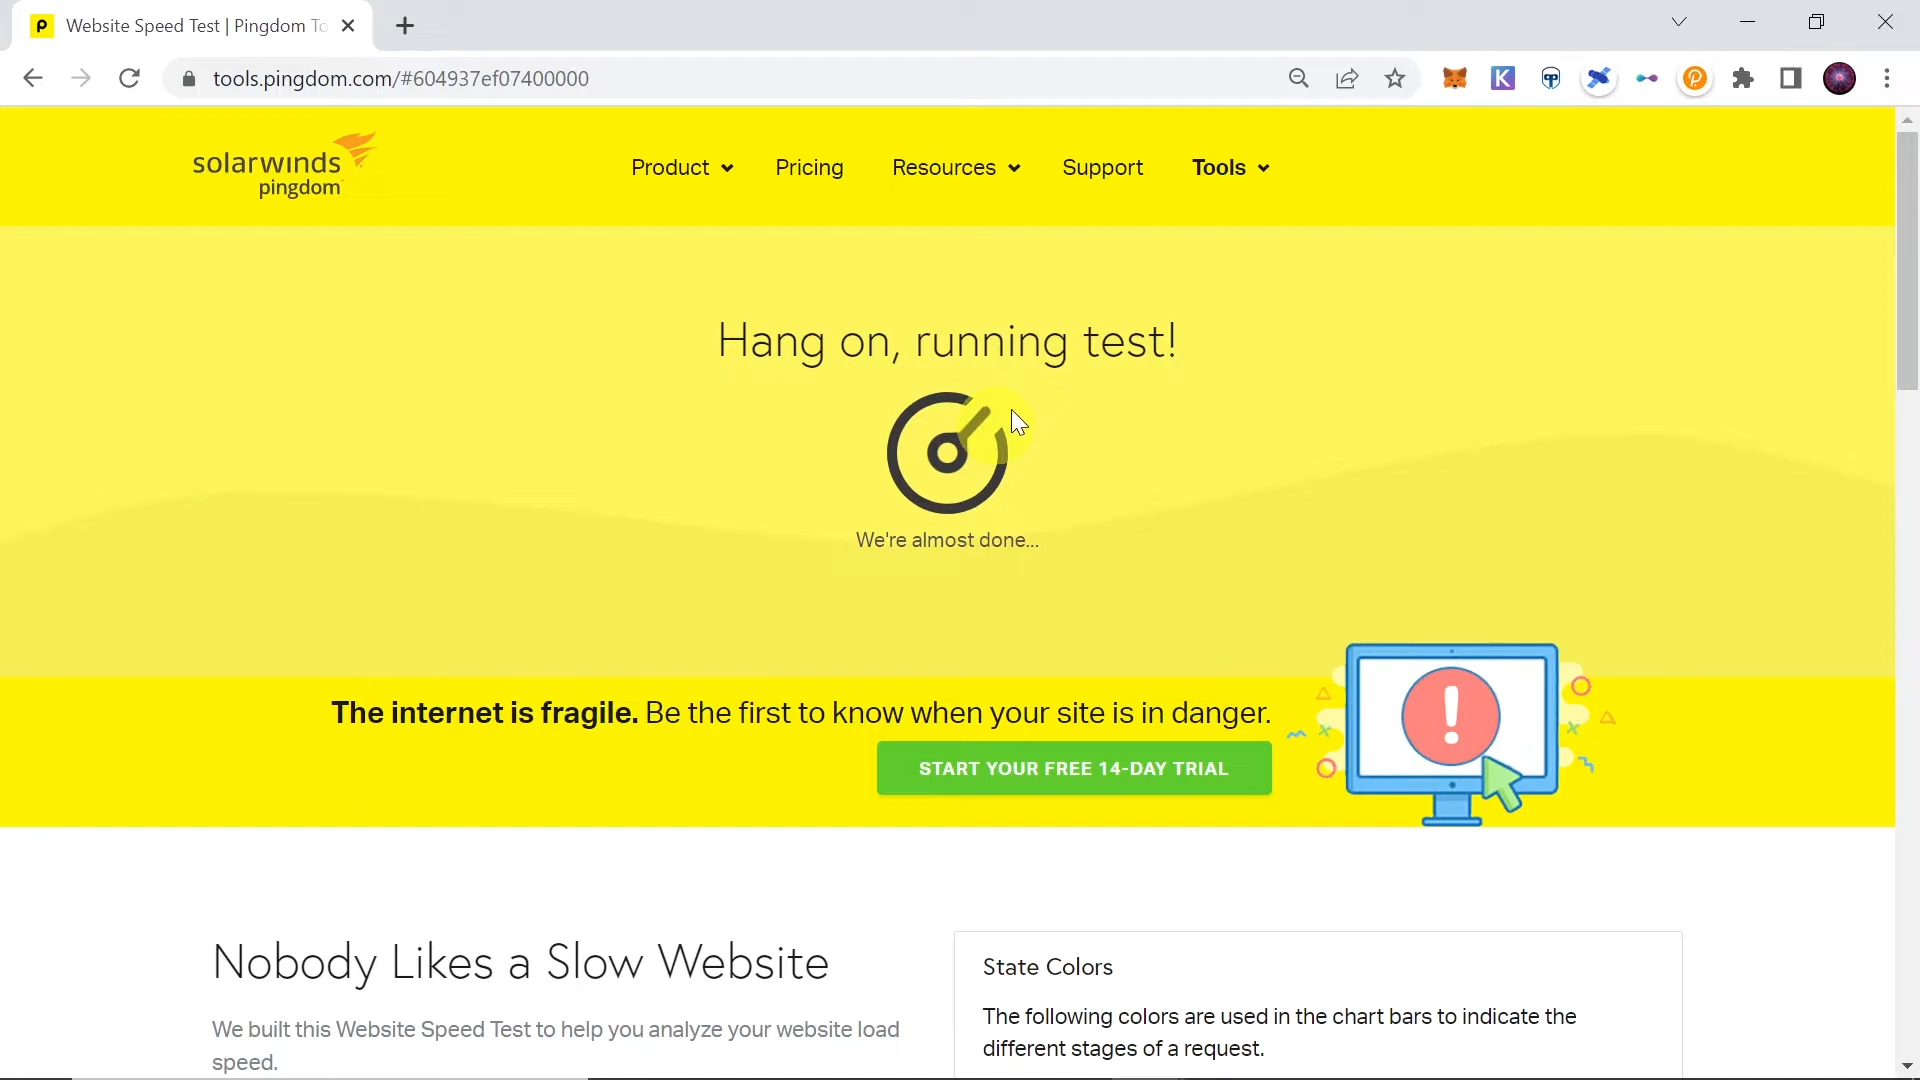 Website Speed Test | Pingdom To
tools.pingdom.com/#604937ef07400000
solarwinds
pingdom
Product
Pricing
Resources
Support
Tools
Hang on, running test!
We're almost done...
The internet is fragile. Be the first to know when your site is in danger.
START YOUR FREE 14-DAY TRIAL
Nobody Likes a Slow Website
We built this Website Speed Test to help you analyze your website load
speed.
State Colors
The following colors are used in the chart bars to indicate the
different stages of a request.